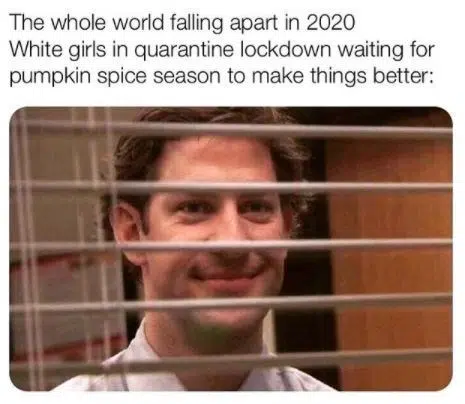 The whole world falling apart in 2020
White girls in quarantine lockdown waiting for
pumpkin spice season to make things better: